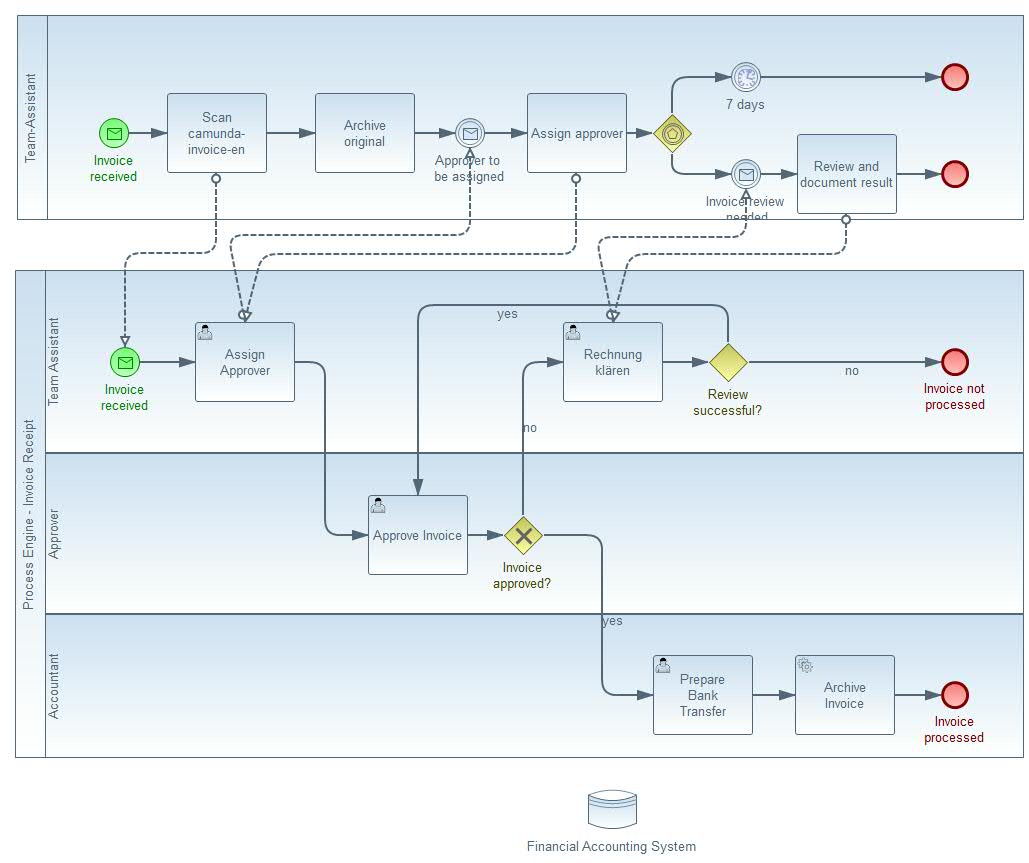 Team-Assistant
Invoice
received
Scan
camunda-
invoice-en
Archive
original
Approver to
be assigned
Assign approver
7 days
Invoice review
needed
Review and
document result
Process Engine - Invoice Receipt
Team Assistant
Invoice
received
Assign
Approver
yes
Rechnung
klären
no
Review
successful?
no
Invoice not
processed
Approver
Approve Invoice
Invoice
approved?
yes
Accountant
Prepare
Bank
Transfer
Archive
Invoice
Invoice
processed
Financial Accounting System